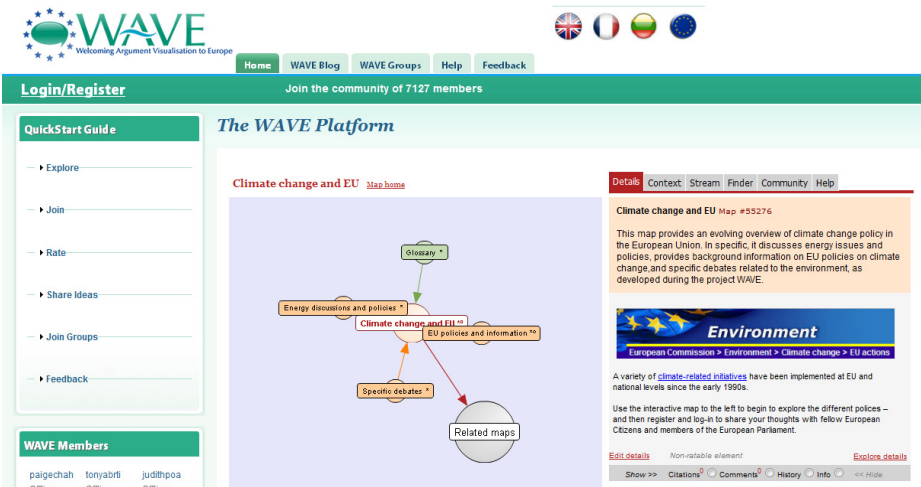 WAVE
Welcoming Argument Visualisation to Europe
Home WAVE Blog WAVE Groups Help Feedback
Login/Register
Join the community of 7127 members
QuickStart Guide
Explore
Join
Rate
Share Ideas
Join Groups
Feedback
WAVE Members
paigechah tonyabrti judithpoa
The WAVE Platform
Climate change and EU Map home
Glossary *
Energy discussions and policies *
Climate change and EU *º
EU policies and information *º
Specific debates *
Related maps
Details Context Stream Finder Community Help
Climate change and EU Map #55276
This map provides an evolving overview of climate change policy in
the European Union. In specific, it discusses energy issues and
policies, provides background information on EU policies on climate
change,and specific debates related to the environment, as
developed during the project WAVE.
Environment
European Commission > Environment > Climate change > EU actions
A variety of climate-related initiatives have been implemented at EU and
national levels since the early 1990s.
Use the interactive map to the left to begin to explore the different polices –
and then register and log-in to share your thoughts with fellow European
Citizens and members of the European Parliament.
Edit details Non-ratable element Explore details
Show >> Citations0 Comments0 History Info << Hide